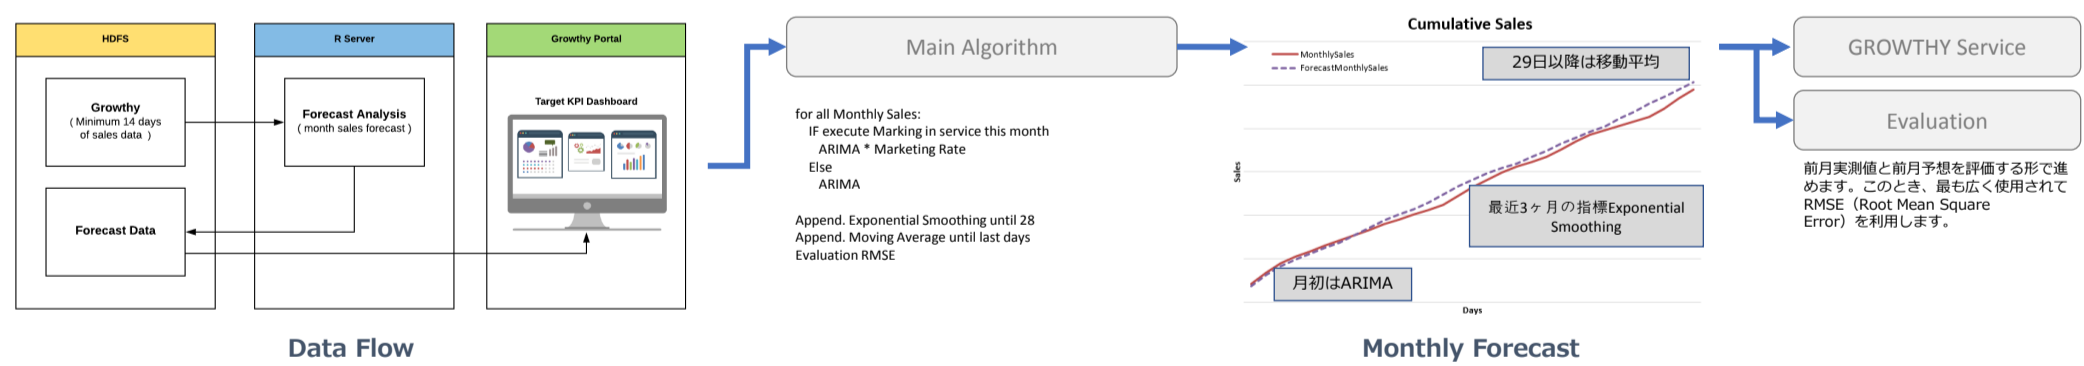 HDFS
R Server
Growthy Portal
Growthy
( Minimum 14 days
of sales data )
Forecast Analysis
( month sales forecast )
Target KPI Dashboard
Forecast Data
Data Flow
Main Algorithm
for all Monthly Sales:
IF execute Marking in service this month
ARIMA * Marketing Rate
Else
ARIMA
Append. Exponential Smoothing until 28
Append. Moving Average until last days
Evaluation RMSE
Cumulative Sales
MonthlySales
ForecastMonthlySales
29日以降は移動平均
Sales
最近3ヶ月の指標Exponential
Smoothing
月初はARIMA
Days
Monthly Forecast
GROWTHY Service
Evaluation
前月実測値と前月予想を評価する形で進
めます。このとき、最も広く使用されて
RMSE（Root Mean Square
Error）を利用します。